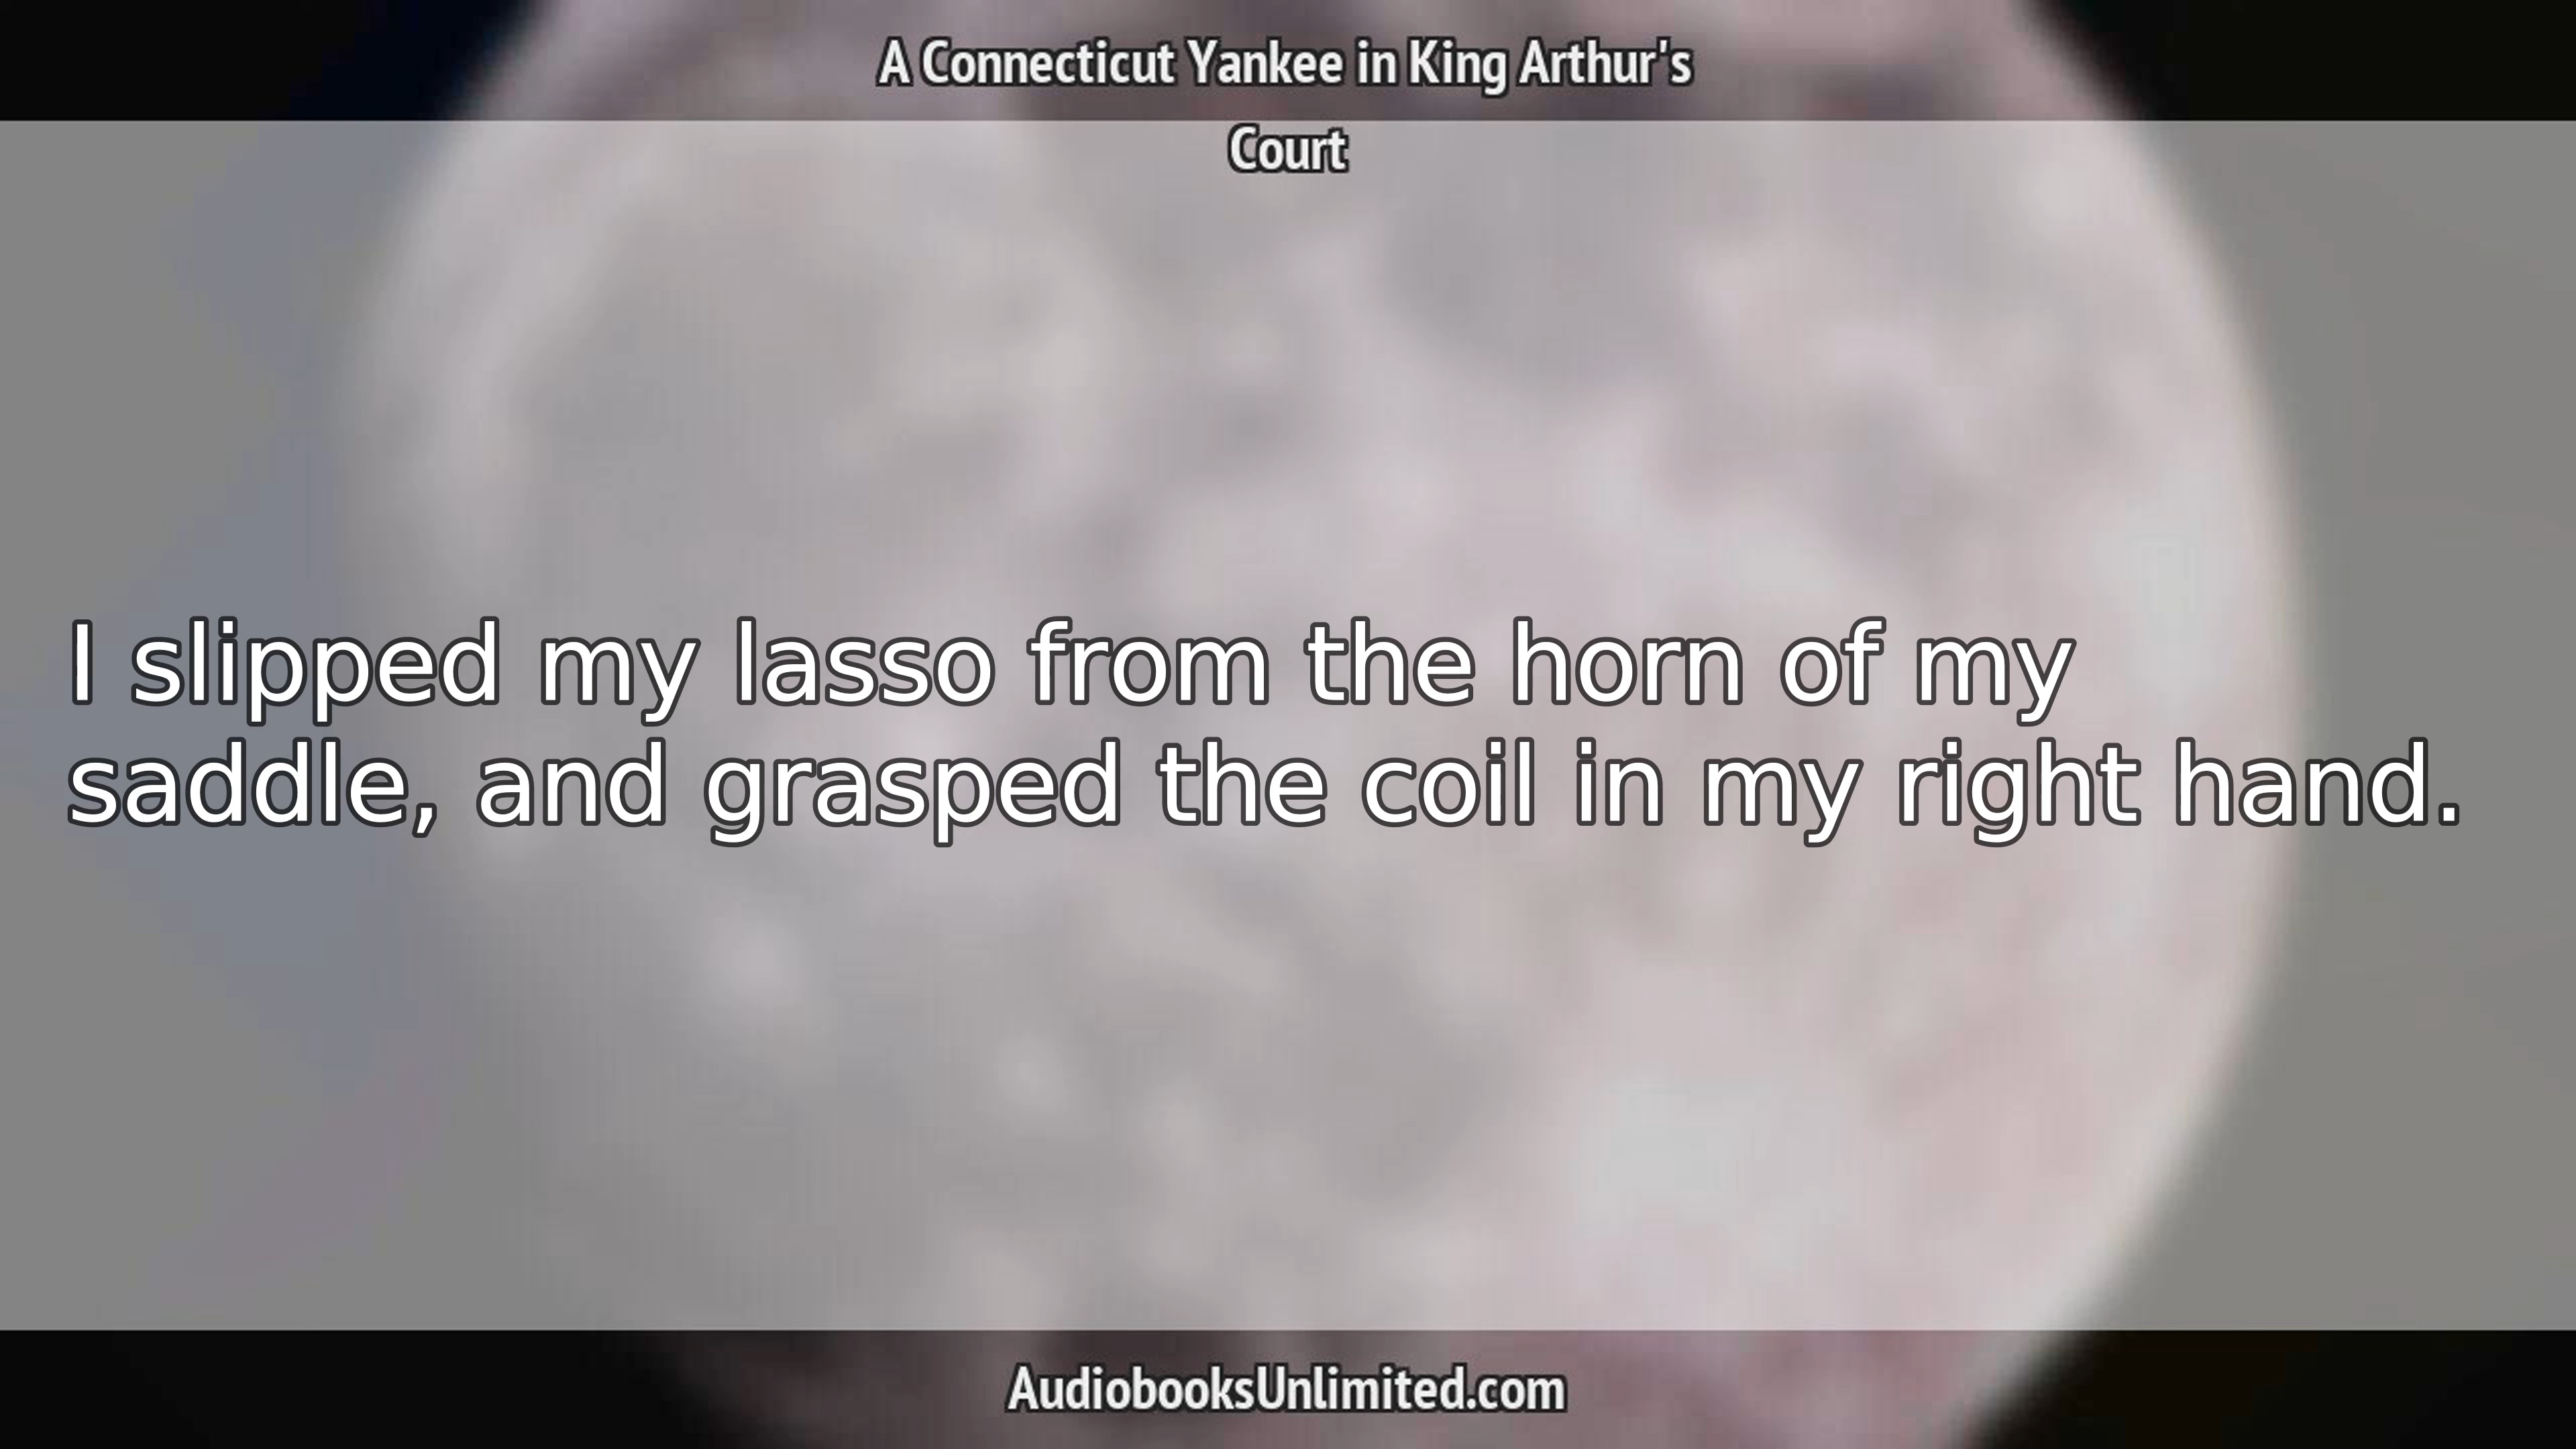 A Connecticut Yankee in King Arthur's
Court
I slipped my lasso from the horn of my
saddle, and grasped the coil in my right hand.
AudiobooksUnlimited.com